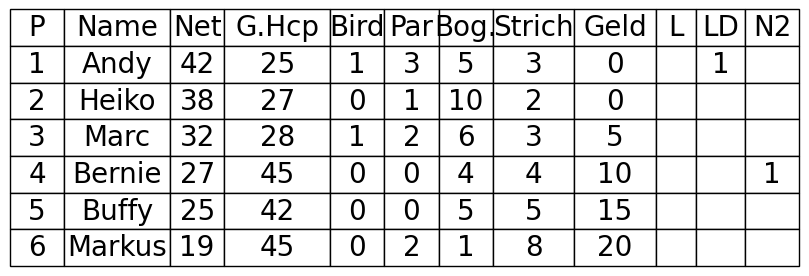 P Name Net G.Hcp Bird Par Bog. Strich Geld L LD N2
1 Andy 42 25 1 3 5 3 0 1
2 Heiko 38 27 0 1 10 2 0
3 Marc 32 28 1 2 6 3 5
4 Bernie 27 45 0 0 4 4 10 1
5 Buffy 25 42 0 0 5 5 15
6 Markus 19 45 0 2 1 8 20